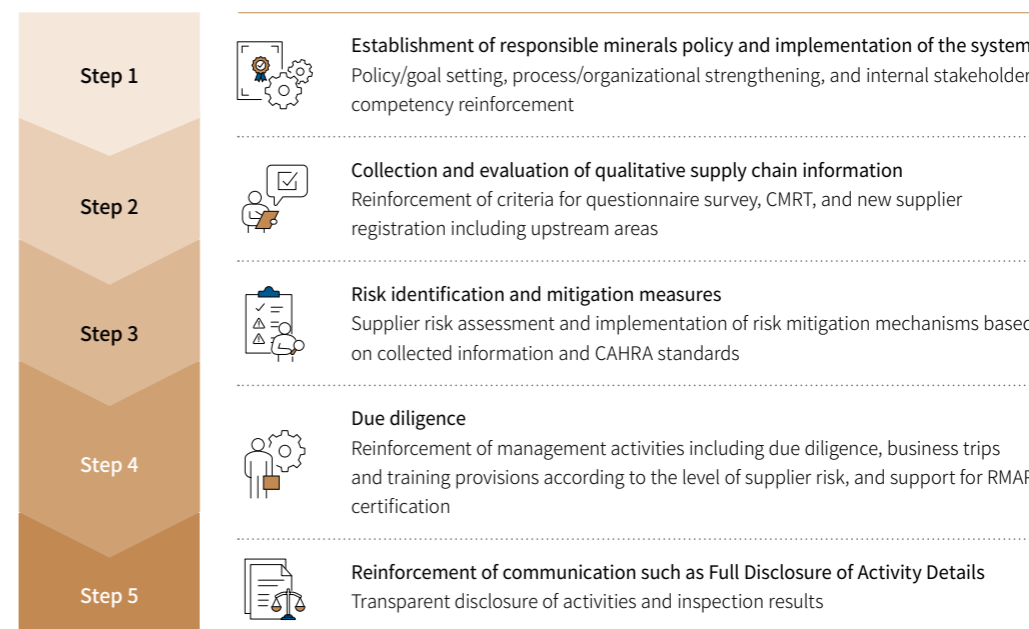 Step 1
Establishment of responsible minerals policy and implementation of the system
Policy/goal setting, process/organizational strengthening, and internal stakeholder
competency reinforcement
Step 2
Collection and evaluation of qualitative supply chain information
Reinforcement of criteria for questionnaire survey, CMRT, and new supplier
registration including upstream areas
Step 3
Risk identification and mitigation measures
Supplier risk assessment and implementation of risk mitigation mechanisms based
on collected information and CAHRA standards
Step 4
Due diligence
Reinforcement of management activities including due diligence, business trips
and training provisions according to the level of supplier risk, and support for RMAP
certification
Step 5
Reinforcement of communication such as Full Disclosure of Activity Details
Transparent disclosure of activities and inspection results